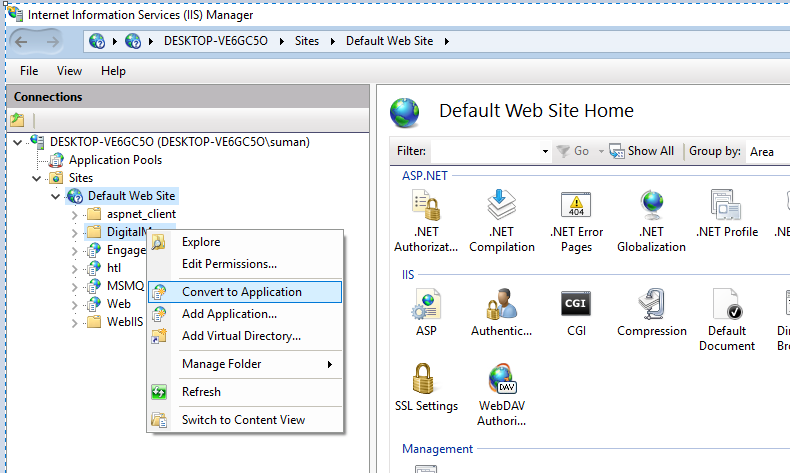 Internet Information Services (IIS) Manager
DESKTOP-VE6GC5O Sites Default Web Site
File View Help
Connections
DESKTOP-VE6GC5O (DESKTOP-VE6GC5O\suman)
Application Pools
Sites
Default Web Site
aspnet_client
DigitalM
Engage
htl
MSMQ
Web
WebIIS
Explore
Edit Permissions...
Convert to Application
Add Application...
Add Virtual Directory...
Manage Folder
Refresh
Switch to Content View
Default Web Site Home
Filter: Go Show All Group by: Area
ASP.NET
.NET Authorizat...
.NET Compilation
404
.NET Error Pages
.NET Globalization
.NET Profile
.NE
IIS
ASP
Authentic...
CGI
CGI
Compression
Default Document
Dire
Bro
SSL Settings
DAV
WebDAV Authori...
Management